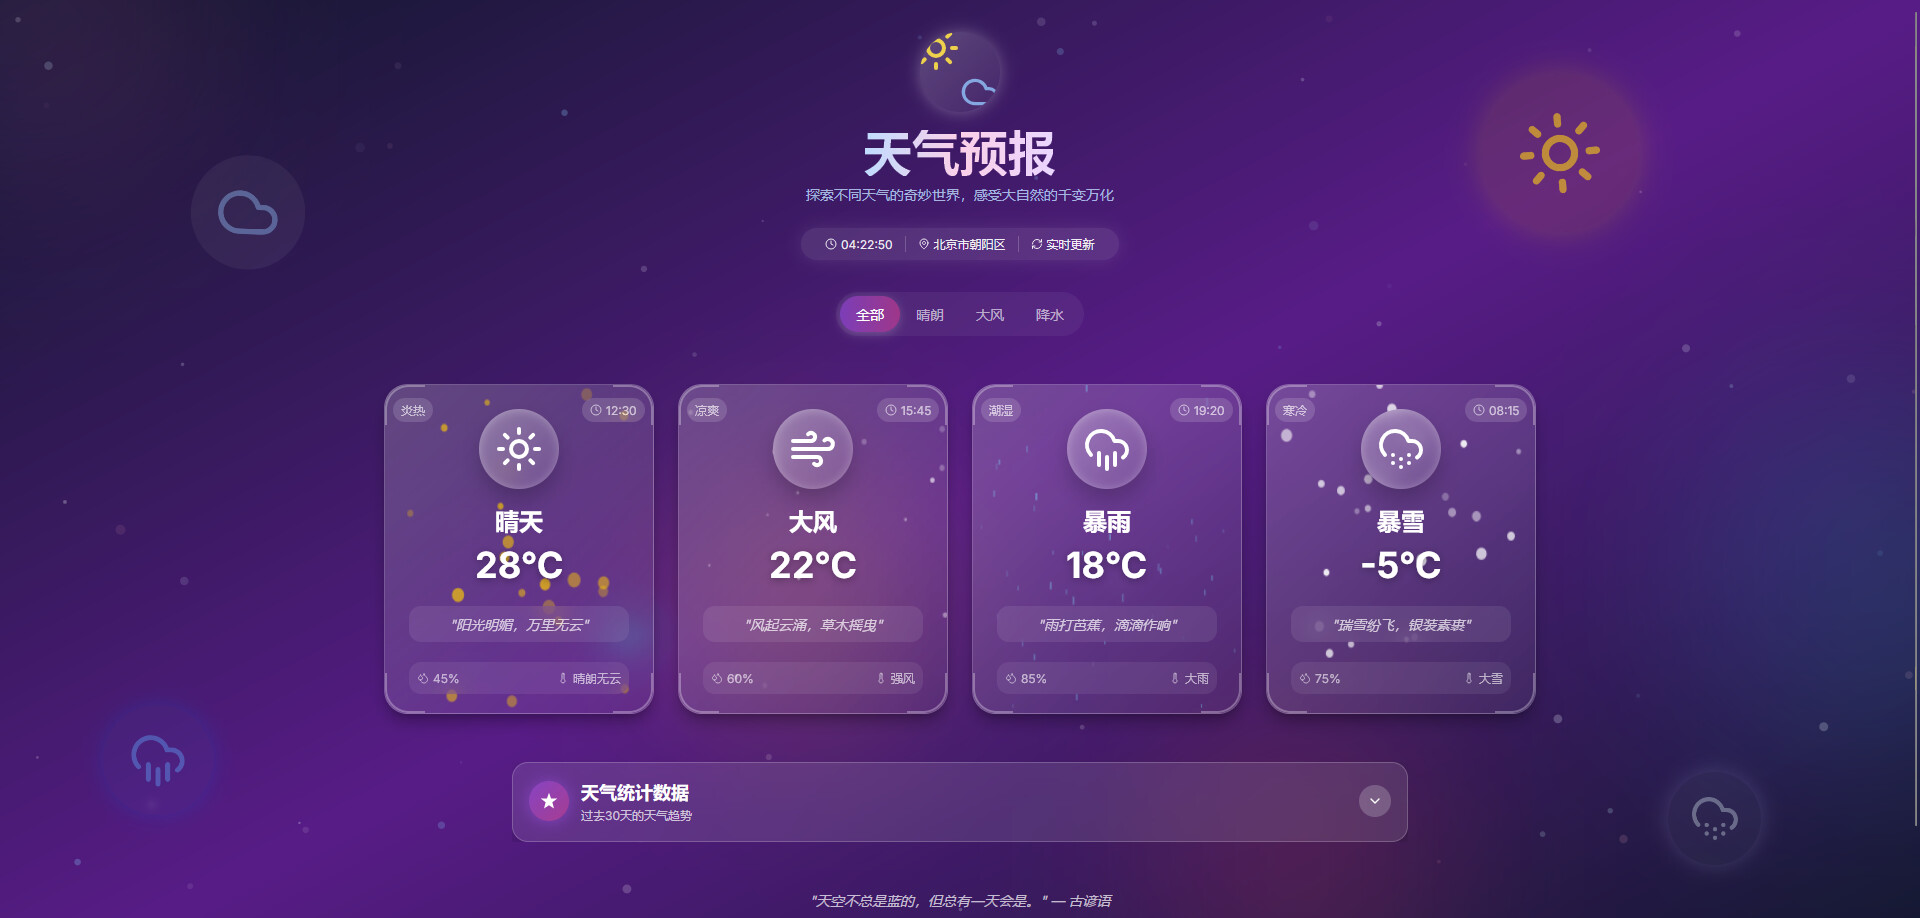 天气预报
探索不同天气的奇妙世界，感受大自然的千变万化
04:22:50 北京市朝阳区 实时更新
全部 晴朗 大风 降水
炎热 12:30
晴天
28°C
"阳光明媚，万里无云"
45% 晴朗无云
凉爽 15:45
大风
22°C
"风起云涌，草木摇曳"
60% 强风
潮湿 19:20
暴雨
18°C
"雨打芭蕉，滴滴作响"
85% 大雨
寒冷 08:15
暴雪
-5°C
"瑞雪纷飞，银装素裹"
75% 大雪
天气统计数据
过去30天的天气趋势
"天空不总是蓝的，但总有一天会是。" — 古谚语